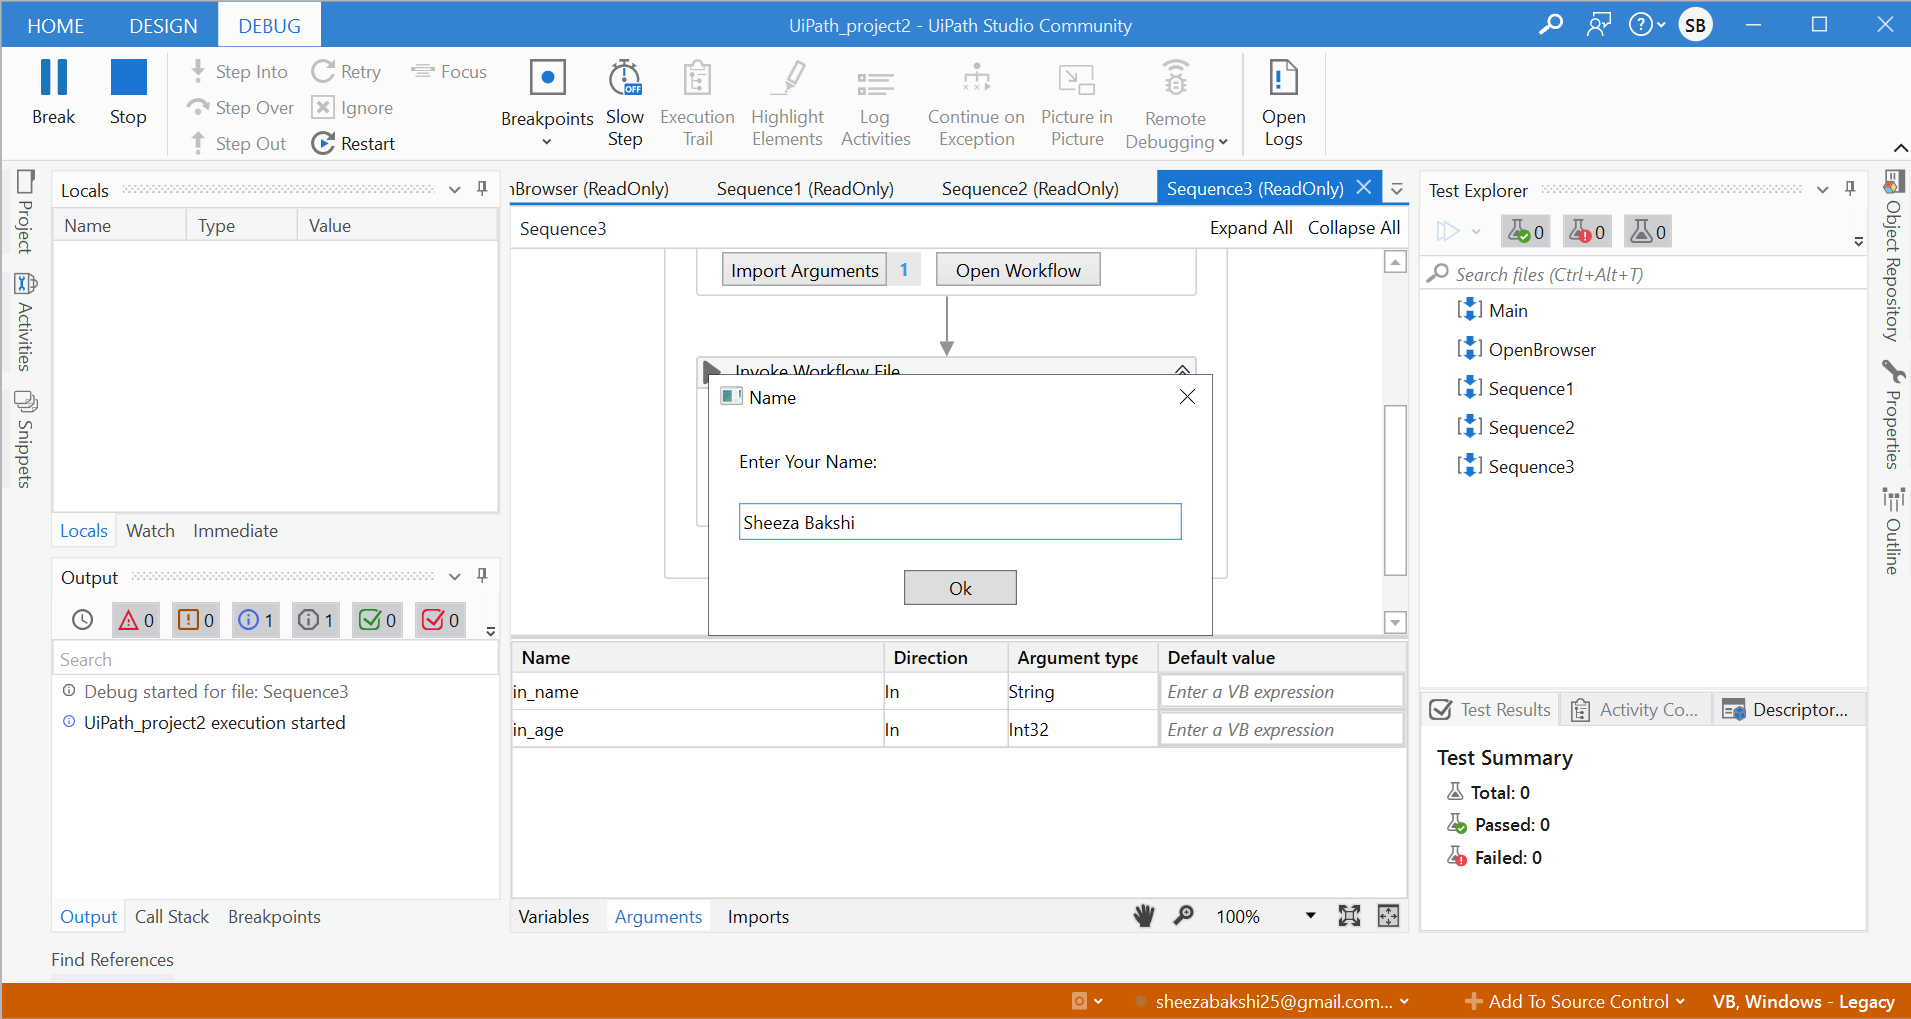 HOME DESIGN DEBUG UiPath_project2 - UiPath Studio Community SB
Break Stop Step Into Step Over Step Out Retry Ignore Restart Focus
Breakpoints Slow Step Execution Trail Highlight Elements Log Activities Continue on Exception Picture in Picture Remote Debugging Open Logs
Project
Activities
Snippets
Locals
Name Type Value
Locals Watch Immediate
Output
0 0 1 1 0 0
Search
Debug started for file: Sequence3
UiPath_project2 execution started
Output Call Stack Breakpoints
Find References
nBrowser (ReadOnly) Sequence1 (ReadOnly) Sequence2 (ReadOnly) Sequence3 (ReadOnly)
Sequence3 Expand All Collapse All
Import Arguments 1 Open Workflow
Invoke Workflow File
Name
Enter Your Name:
Sheeza Bakshi
Ok
Name Direction Argument type Default value
in_name In String Enter a VB expression
in_age In Int32 Enter a VB expression
Variables Arguments Imports 100%
Test Explorer
0 0 0
Search files (Ctrl+Alt+T)
Main
OpenBrowser
Sequence1
Sequence2
Sequence3
Test Results Activity Co... Descriptor...
Test Summary
Total: 0
Passed: 0
Failed: 0
Object Repository
Properties
Outline
sheezabakshi25@gmail.com... Add To Source Control VB, Windows - Legacy